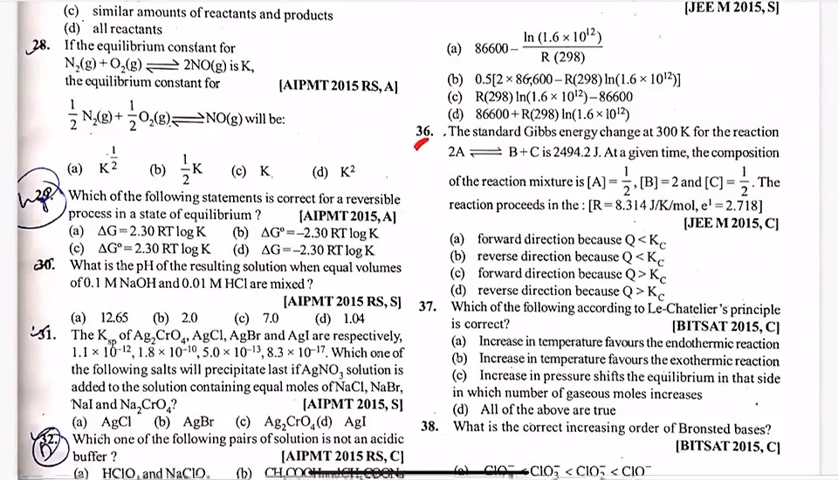 (c) similar amounts of reactants and products
(d) all reactants
28. If the equilibrium constant for
N₂(g)+O₂(g) ⇌ 2NO(g) is K,
the equilibrium constant for [AIPMT 2015 RS, A]
1/2 N₂(g) + 1/2 O₂(g) ⇌ NO(g) will be:
(a) K^(1/2) (b) 1/2 K (c) K (d) K²
Which of the following statements is correct for a reversible
process in a state of equilibrium ? [AIPMT 2015, A]
(a) ΔG = 2.30 RT log K (b) ΔG° = –2.30 RT log K
(c) ΔG° = 2.30 RT log K (d) ΔG = –2.30 RT log K
30. What is the pH of the resulting solution when equal volumes
of 0.1 M NaOH and 0.01 M HCl are mixed ?
[AIPMT 2015 RS, S]
(a) 12.65 (b) 2.0 (c) 7.0 (d) 1.04
31. The Kₛₚ of Ag₂CrO₄, AgCl, AgBr and AgI are respectively,
1.1 × 10⁻¹², 1.8 × 10⁻¹⁰, 5.0 × 10⁻¹³, 8.3 × 10⁻¹⁷. Which one of
the following salts will precipitate last if AgNO₃ solution is
added to the solution containing equal moles of NaCl, NaBr,
NaI and Na₂CrO₄? [AIPMT 2015, S]
(a) AgCl (b) AgBr (c) Ag₂CrO₄ (d) AgI
32. Which one of the following pairs of solution is not an acidic
buffer ? [AIPMT 2015 RS, C]
(a) HClO and NaClO (b)
[JEE M 2015, S]
(a) 86600 – ln (1.6 × 10¹²) / R (298)
(b) 0.5[2 × 86,600 – R(298) ln(1.6 × 10¹²)]
(c) R(298) ln(1.6 × 10¹²) – 86600
(d) 86600 + R(298) ln(1.6 × 10¹²)
36. .The standard Gibbs energy change at 300 K for the reaction
2A ⇌ B + C is 2494.2 J. At a given time, the composition
of the reaction mixture is [A] = 1/2, [B] = 2 and [C] = 1/2. The
reaction proceeds in the : [R = 8.314 J/K/mol, e¹ = 2.718]
[JEE M 2015, C]
(a) forward direction because Q < K_C
(b) reverse direction because Q < K_C
(c) forward direction because Q > K_C
(d) reverse direction because Q > K_C
37. Which of the following according to Le-Chatelier's principle
is correct? [BITSAT 2015, C]
(a) Increase in temperature favours the endothermic reaction
(b) Increase in temperature favours the exothermic reaction
(c) Increase in pressure shifts the equilibrium in that side
in which number of gaseous moles increases
(d) All of the above are true
38. What is the correct increasing order of Bronsted bases?
[BITSAT 2015, C]